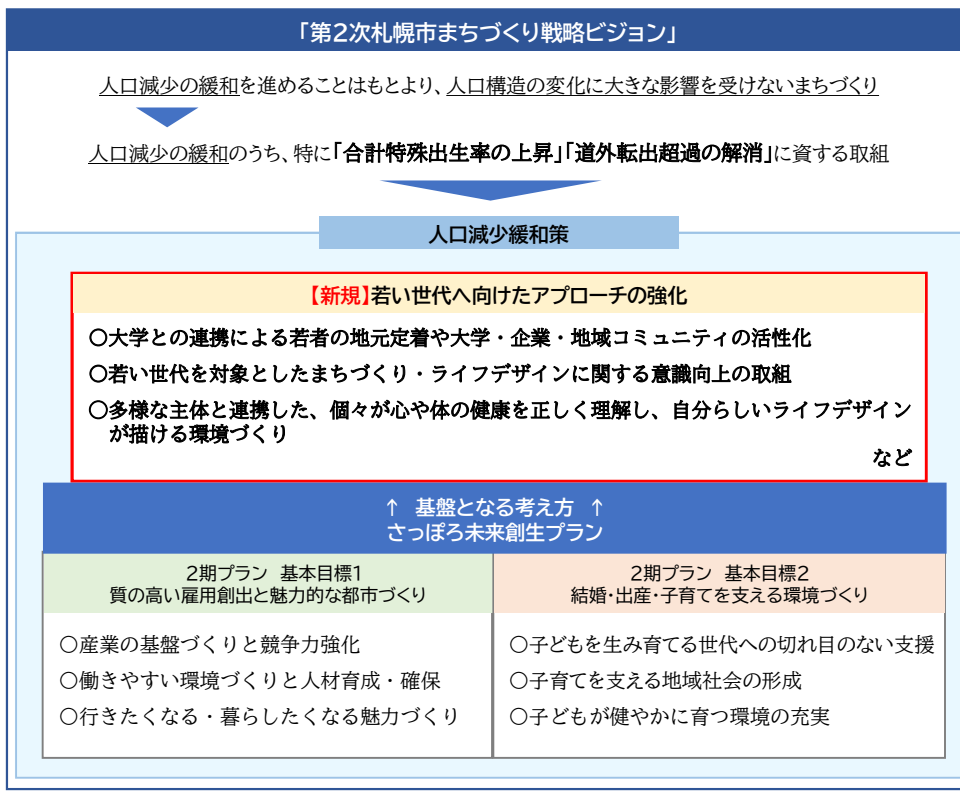 「第2次札幌市まちづくり戦略ビジョン」
人口減少の緩和を進めることはもとより、人口構造の変化に大きな影響を受けないまちづくり
人口減少の緩和のうち、特に「合計特殊出生率の上昇」「道外転出超過の解消」に資する取組
人口減少緩和策
【新規】若い世代へ向けたアプローチの強化
〇大学との連携による若者の地元定着や大学・企業・地域コミュニティの活性化
〇若い世代を対象としたまちづくり・ライフデザインに関する意識向上の取組
〇多様な主体と連携した、個々が心や体の健康を正しく理解し、自分らしいライフデザイン
が描ける環境づくり
など
↑ 基盤となる考え方 ↑
さっぽろ未来創生プラン
2期プラン 基本目標1
質の高い雇用創出と魅力的な都市づくり
〇産業の基盤づくりと競争力強化
〇働きやすい環境づくりと人材育成・確保
〇行きたくなる・暮らしたくなる魅力づくり
2期プラン 基本目標2
結婚・出産・子育てを支える環境づくり
〇子どもを生み育てる世代への切れ目のない支援
〇子育てを支える地域社会の形成
〇子どもが健やかに育つ環境の充実